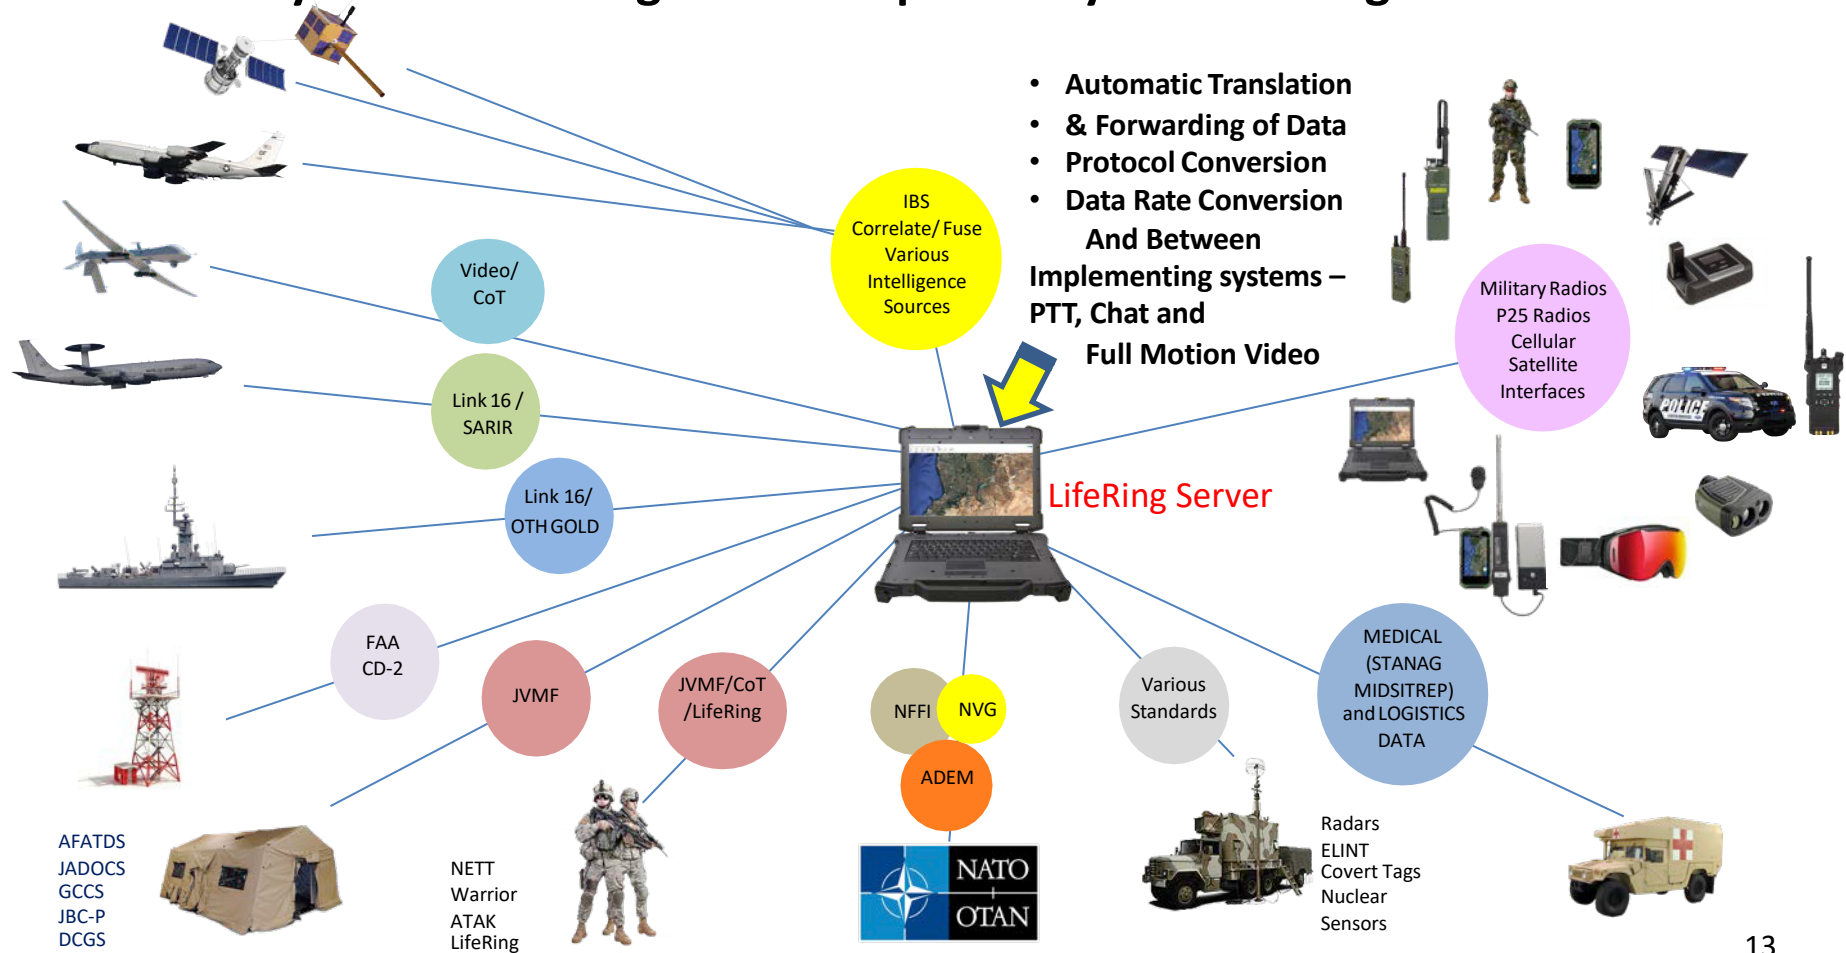 • Automatic Translation
• & Forwarding of Data
• Protocol Conversion
• Data Rate Conversion
And Between
Implementing systems –
PTT, Chat and
Full Motion Video
IBS
Correlate/ Fuse
Various
Intelligence
Sources
Video/
CoT
Military Radios
P25 Radios
Cellular
Satellite
Interfaces
Link 16 /
SARIR
POLICE
Link 16/
OTH GOLD
LifeRing Server
FAA
CD-2
JVMF
JVMF/CoT
/LifeRing
NFFI
NVG
ADEM
Various
Standards
MEDICAL
(STANAG
MIDSITREP)
and LOGISTICS
DATA
AFATDS
JADOCS
GCCS
JBC-P
DCGS
NETT
Warrior
ATAK
LifeRing
NATO
OTAN
Radars
ELINT
Covert Tags
Nuclear
Sensors
13